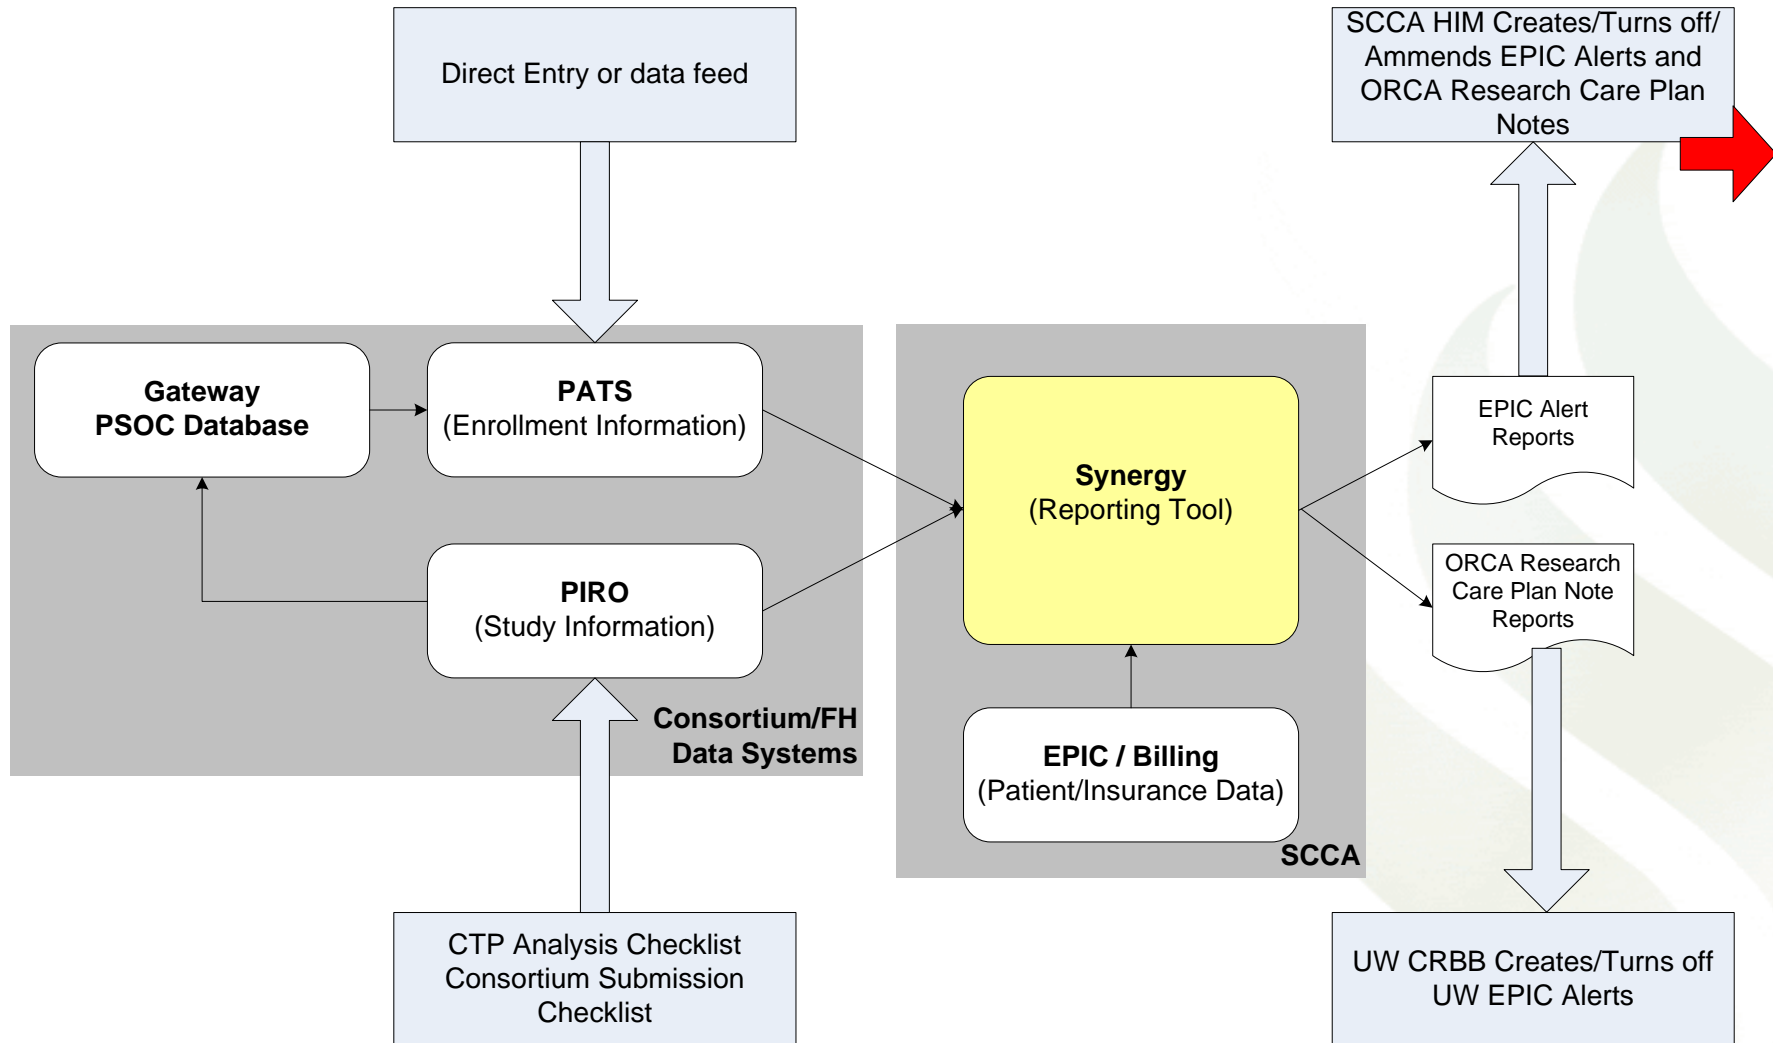 Direct Entry or data feed
SCCA HIM Creates/Turns off/
Ammends EPIC Alerts and
ORCA Research Care Plan
Notes
Gateway
PSOC Database
PATS
(Enrollment Information)
PIRO
(Study Information)
Consortium/FH
Data Systems
Synergy
(Reporting Tool)
EPIC / Billing
(Patient/Insurance Data)
SCCA
EPIC Alert
Reports
ORCA Research
Care Plan Note
Reports
CTP Analysis Checklist
Consortium Submission
Checklist
UW CRBB Creates/Turns off
UW EPIC Alerts